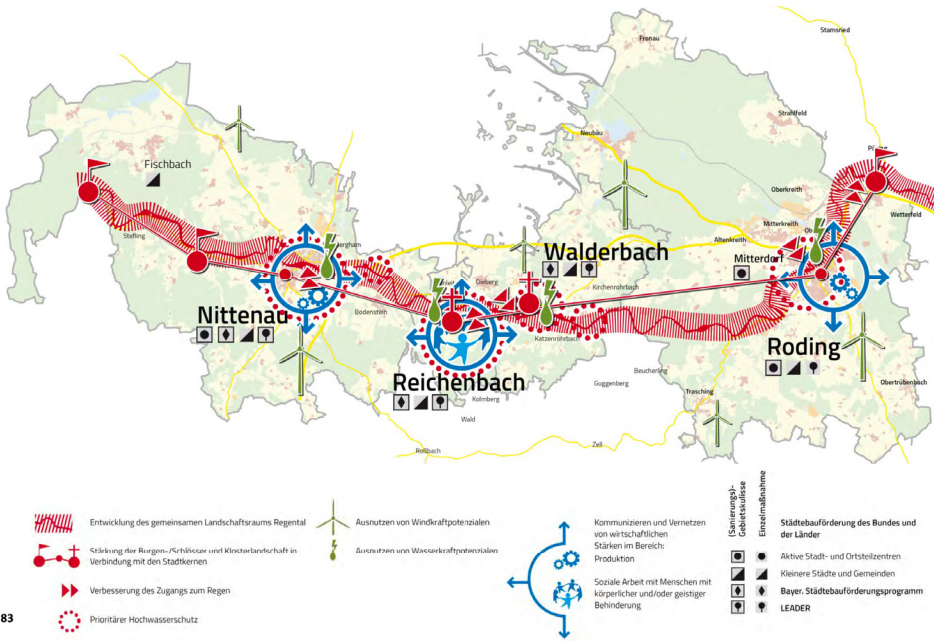 Fronau
Stamsried
Strahlfeld
Neubäu
Fischbach
Oberkreith
Wetterfeld
Mitterkreith
Stefling
Altenkreith
Walderbach
Mitterdorf
Dieberg
Kirchenrohrbach
Nittenau
Bodenstein
Katzenrohrbach
Roding
Reichenbach
Beucherling
Guggenberg
Obertrübenbach
Trasching
Kolmberg
Wald
Zell
Roßbach
Entwicklung des gemeinsamen Landschaftsraums Regental
Stärkung der Burgen-/Schlösser und Klosterlandschaft in
Verbindung mit den Stadtkernen
Verbesserung des Zugangs zum Regen
Prioritärer Hochwasserschutz
Ausnutzen von Windkraftpotenzialen
Ausnutzen von Wasserkraftpotenzialen
Kommunizieren und Vernetzen
von wirtschaftlichen
Stärken im Bereich:
Produktion
Soziale Arbeit mit Menschen mit
körperlicher und/oder geistiger
Behinderung
(Sanierungs)-
Gebietskulisse
Einzelmaßnahme
Städtebauförderung des Bundes und
der Länder
Aktive Stadt- und Ortsteilzentren
Kleinere Städte und Gemeinden
Bayer. Städtebauförderungsprogramm
LEADER
83